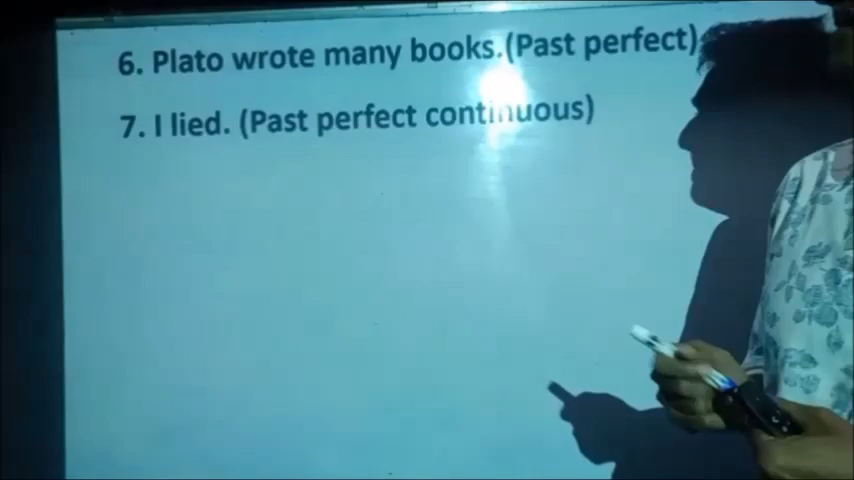 6. Plato wrote many books.(Past perfect)
7. I lied. (Past perfect continuous)